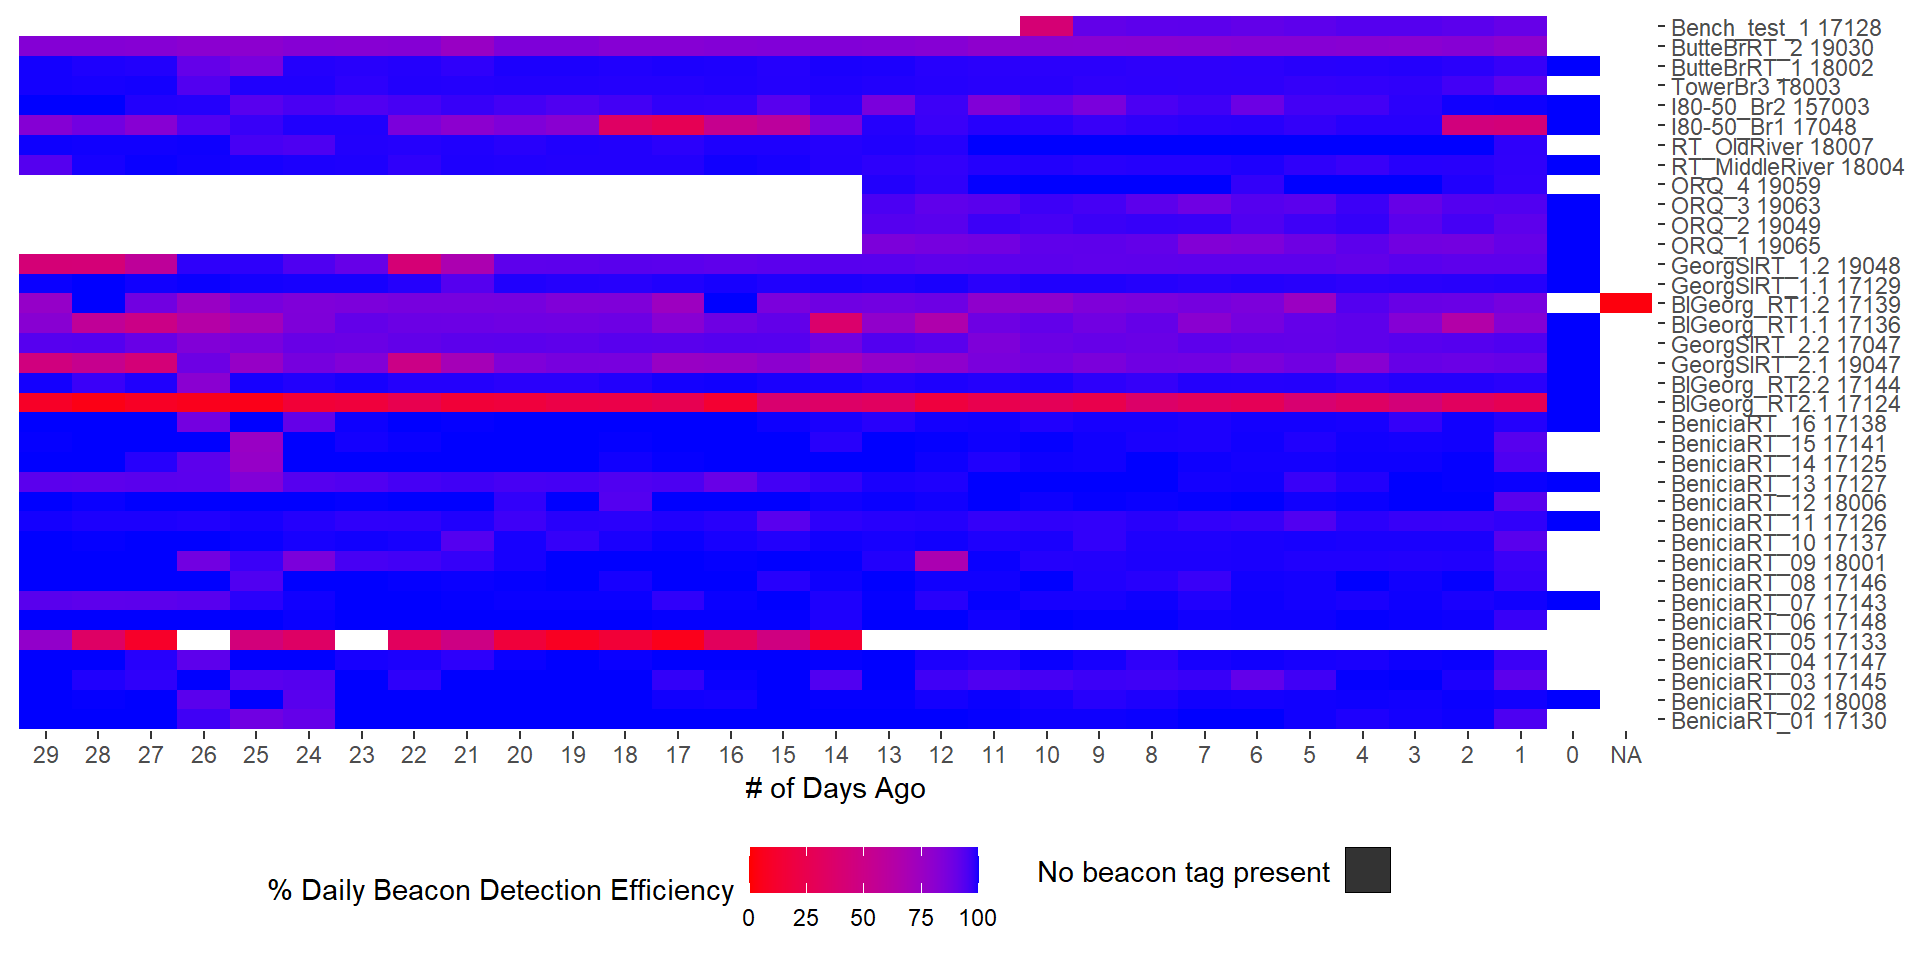 Bench_test_1 17128
ButteBrRT_2 19030
ButteBrRT_1 18002
TowerBr3 18003
I80-50_Br2 157003
I80-50_Br1 17048
RT_OldRiver 18007
RT_MiddleRiver 18004
ORQ_4 19059
ORQ_3 19063
ORQ_2 19049
ORQ_1 19065
GeorgSlRT_1.2 19048
GeorgSlRT_1.1 17129
BlGeorg_RT1.2 17139
BlGeorg_RT1.1 17136
GeorgSlRT_2.2 17047
GeorgSlRT_2.1 19047
BlGeorg_RT2.2 17144
BlGeorg_RT2.1 17124
BeniciaRT_16 17138
BeniciaRT_15 17141
BeniciaRT_14 17125
BeniciaRT_13 17127
BeniciaRT_12 18006
BeniciaRT_11 17126
BeniciaRT_10 17137
BeniciaRT_09 18001
BeniciaRT_08 17146
BeniciaRT_07 17143
BeniciaRT_06 17148
BeniciaRT_05 17133
BeniciaRT_04 17147
BeniciaRT_03 17145
BeniciaRT_02 18008
BeniciaRT_01 17130
29 28 27 26 25 24 23 22 21 20 19 18 17 16 15 14 13 12 11 10 9 8 7 6 5 4 3 2 1 0 NA
# of Days Ago
% Daily Beacon Detection Efficiency
0 25 50 75 100
No beacon tag present